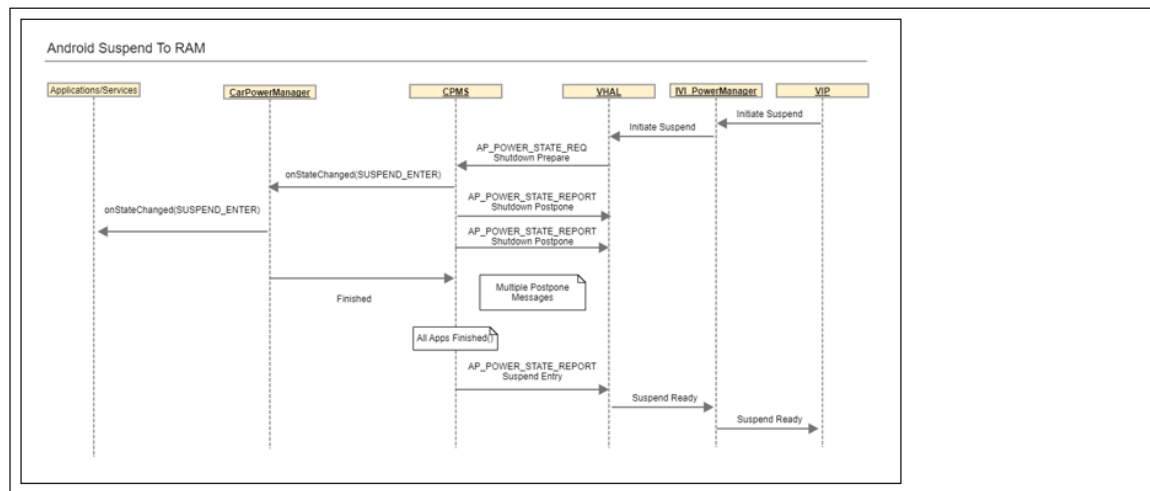 Android Suspend To RAM
Applications/Services
CarPowerManager
CPMS
VHAL
IVI_PowerManager
VIP
Initiate Suspend
Initiate Suspend
AP_POWER_STATE_REQ
Shutdown Prepare
onStateChanged(SUSPEND_ENTER)
AP_POWER_STATE_REPORT
Shutdown Postpone
onStateChanged(SUSPEND_ENTER)
AP_POWER_STATE_REPORT
Shutdown Postpone
Finished
Multiple Postpone
Messages
All Apps Finished()
AP_POWER_STATE_REPORT
Suspend Entry
Suspend Ready
Suspend Ready